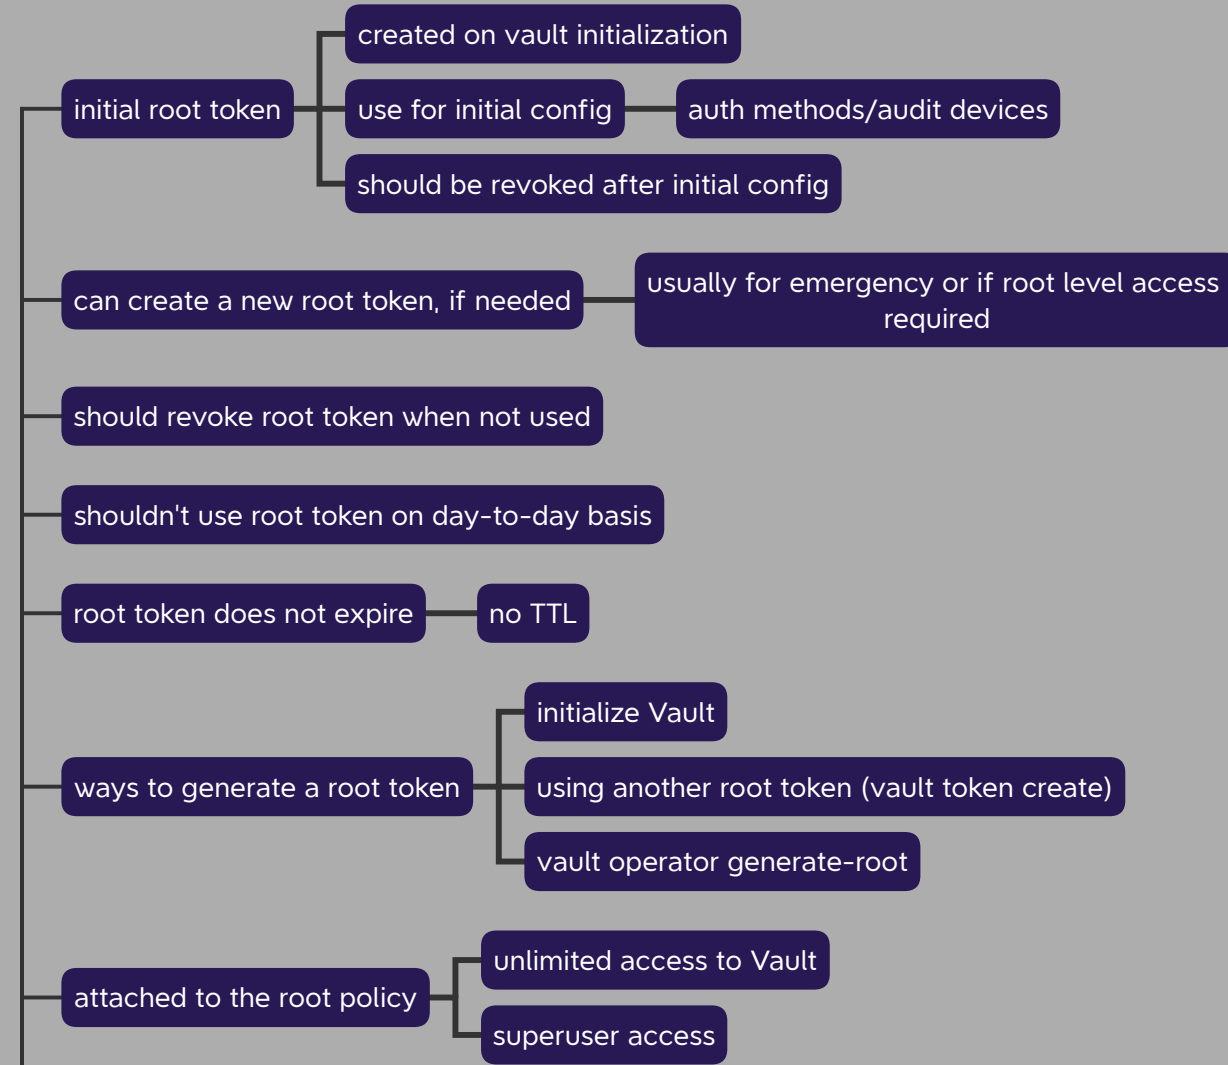 created on vault initialization
initial root token
use for initial config
auth methods/audit devices
should be revoked after initial config
can create a new root token, if needed
usually for emergency or if root level access
required
should revoke root token when not used
shouldn't use root token on day-to-day basis
root token does not expire
no TTL
initialize Vault
ways to generate a root token
using another root token (vault token create)
vault operator generate-root
unlimited access to Vault
attached to the root policy
superuser access